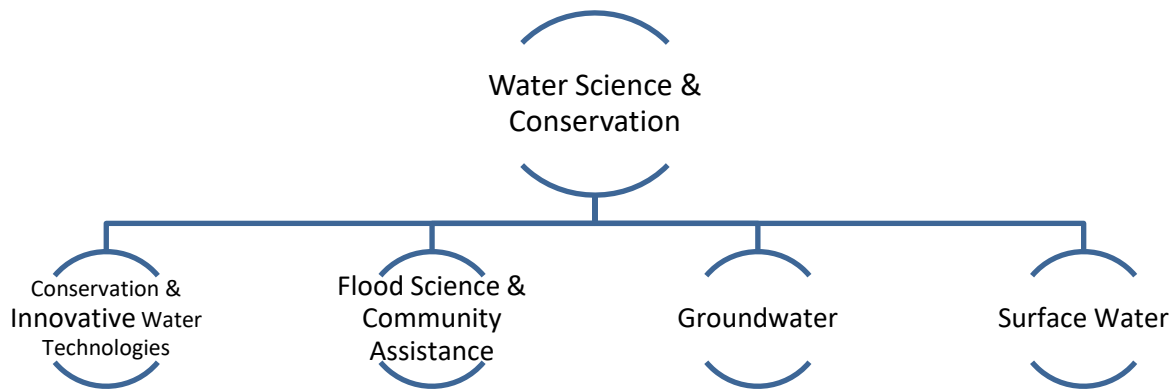 Water Science &
Conservation
Conservation &
Innovative Water
Technologies
Flood Science &
Community
Assistance
Groundwater
Surface Water